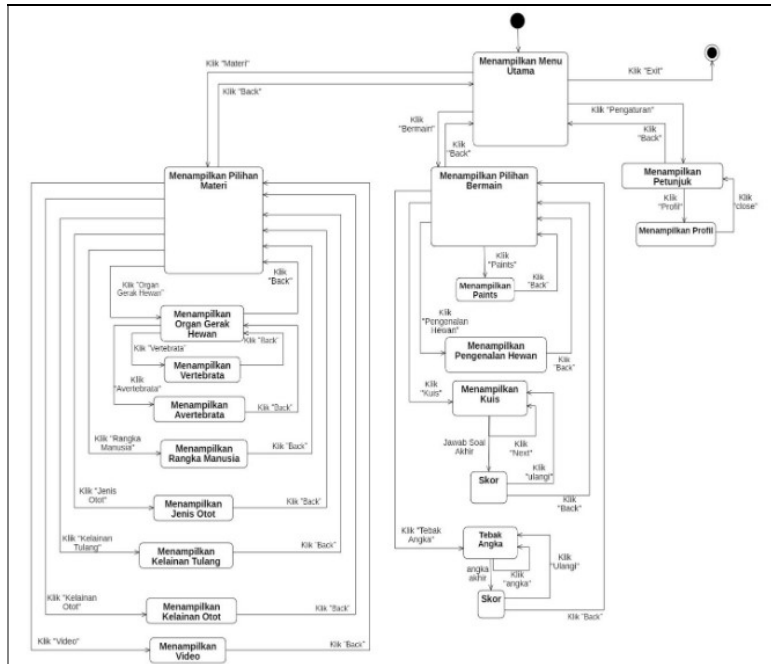 Menampilkan Menu
Utama
Klik "Materi"
Klik "Back"
Klik "Exit"
Klik
"Bermain"
Klik
"Back"
Klik "Pengaturan"
Klik
"Back"
Menampilkan Pilihan
Materi
Menampilkan Pilihan
Bermain
Menampilkan
Petunjuk
Klik
"Profil"
Klik
"close"
Menampilkan Profil
Klik "Organ
Gerak Hewan"
Klik
"Back"
Klik
"Paints"
Menampilkan
Paints
Klik
"Back"
Menampilkan
Organ Gerak
Hewan
Klik "Vertebrata"
Klik "Back"
Menampilkan
Vertebrata
Klik
"Pengenalan
Hewan"
Menampilkan
Pengenalan Hewan
Klik
"Back"
Klik
"Avertebrata"
Menampilkan
Avertebrata
Klik "Back"
Klik
"Kuis"
Menampilkan
Kuis
Klik "Rangka
Manusia"
Menampilkan
Rangka Manusia
Klik "Back"
Jawab Soal
Akhir
Klik
"Next"
Klik
"ulangi"
Skor
Klik
"Back"
Klik "Jenis
Otot"
Menampilkan
Jenis Otot
Klik "Back"
Klik "Kelainan
Tulang"
Menampilkan
Kelainan Tulang
Klik "Back"
Klik "Tebak
Angka"
Tebak
Angka
Klik
"Ulangi"
angka
akhir
Klik
"angka"
Skor
Klik "Back"
Klik "Kelainan
Otot"
Menampilkan
Kelainan Otot
Klik "Back"
Klik "Video"
Menampilkan
Video
Klik "Back"